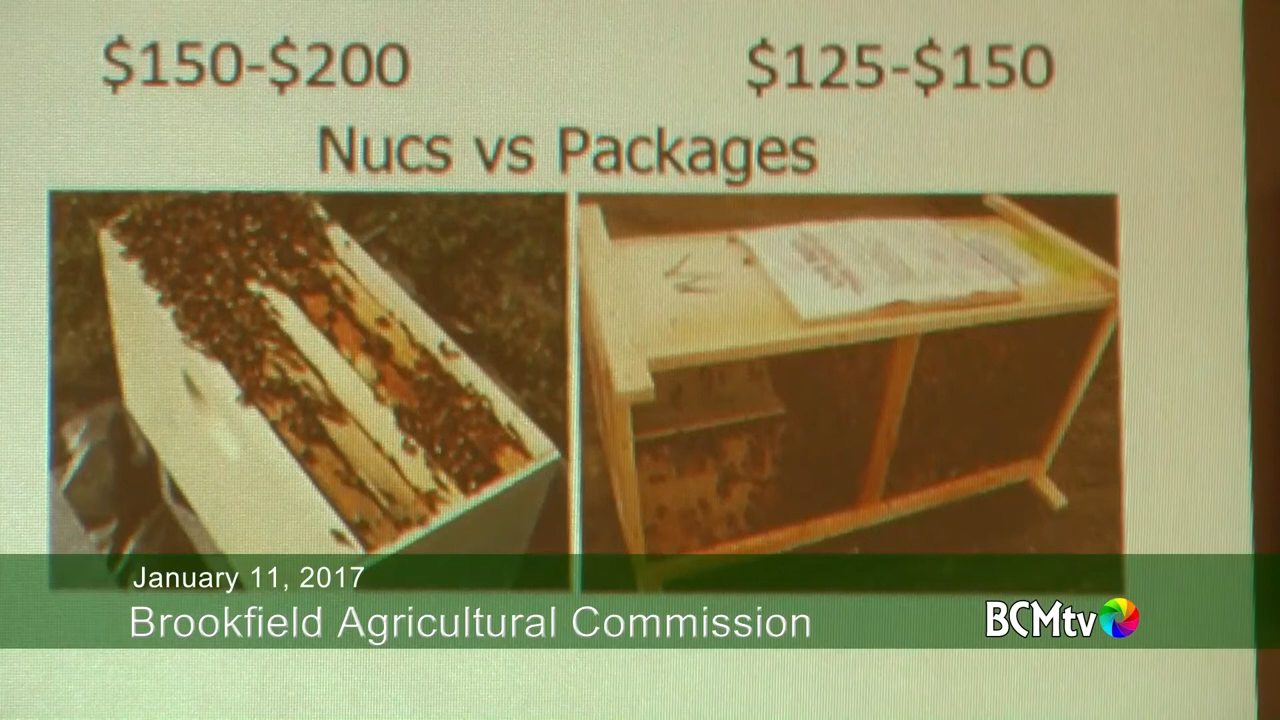 $150-$200 $125-$150
Nucs vs Packages
January 11, 2017
Brookfield Agricultural Commission
BCMtv